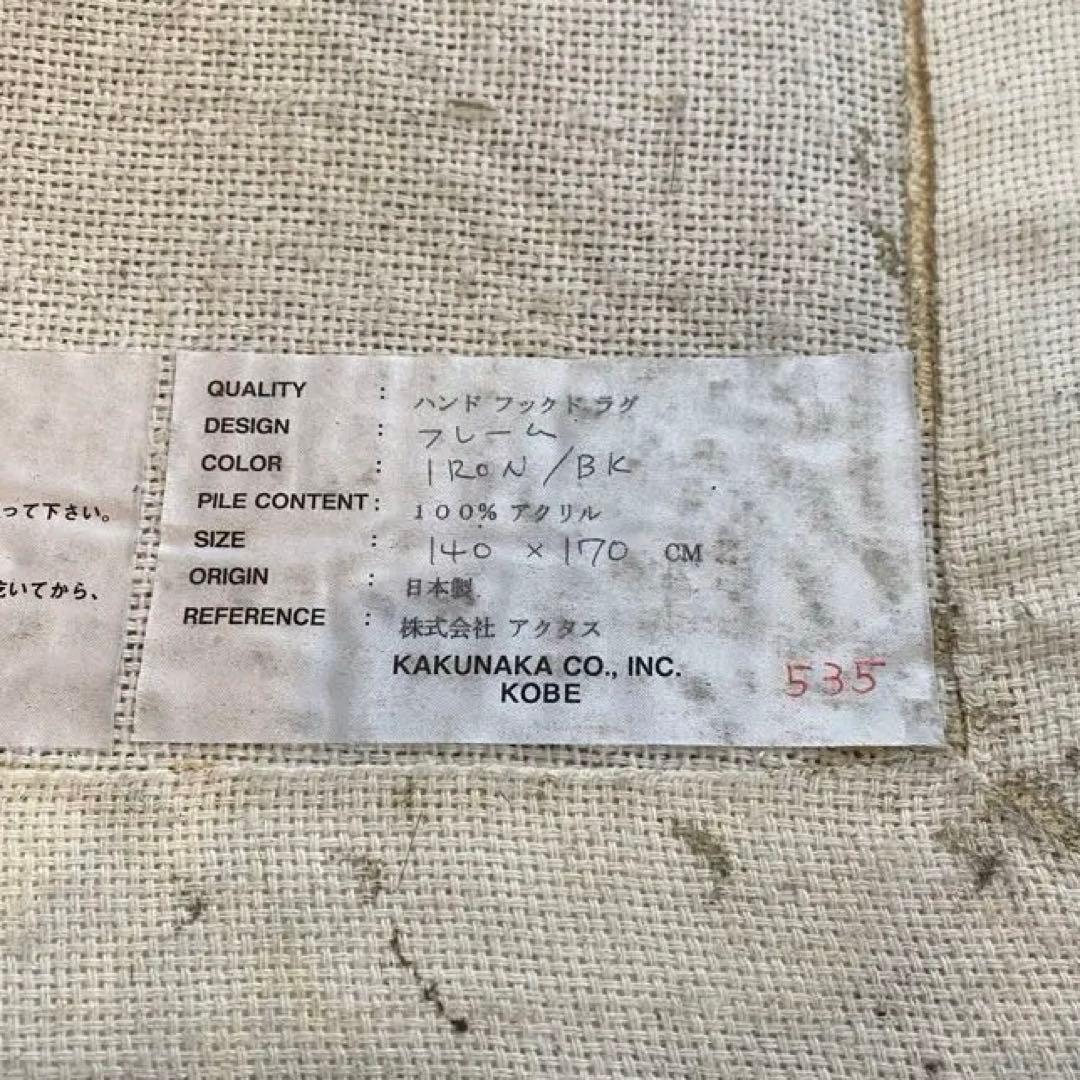 って下さい。
乾いてから、
QUALITY : ハンド フックド ラグ
DESIGN : フレーム
COLOR : IRON / BK
PILE CONTENT : 100% アクリル
SIZE : 140 × 170 CM
ORIGIN : 日本製
REFERENCE : 株式会社 アクタス
KAKUNAKA CO., INC.
KOBE
535